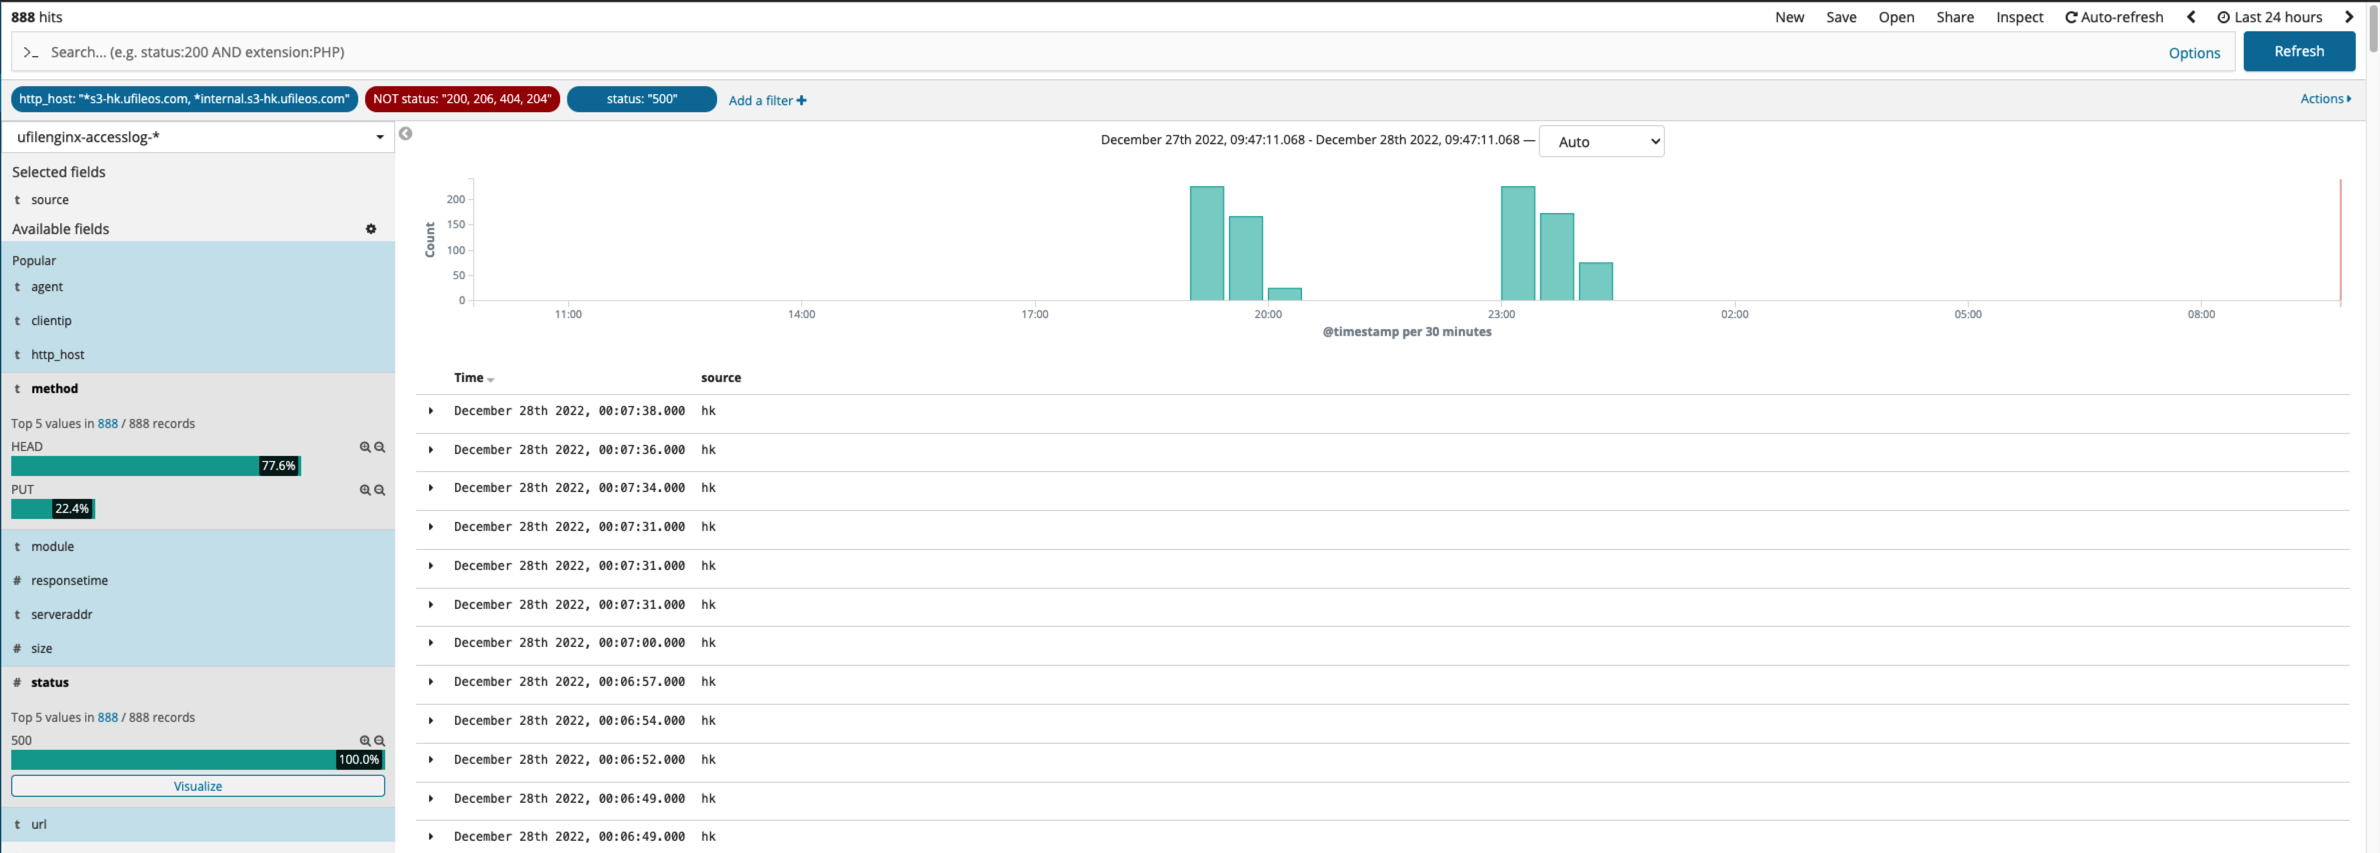 888 hits
New Save Open Share Inspect Auto-refresh Last 24 hours
>_ Search... (e.g. status:200 AND extension:PHP) Options Refresh
http_host: "*s3-hk.ufileos.com, *internal.s3-hk.ufileos.com" NOT status: "200, 206, 404, 204" status: "500" Add a filter + Actions
ufilenginx-accesslog-*
Selected fields
t source
Available fields
Popular
t agent
t clientip
t http_host
t method
Top 5 values in 888 / 888 records
HEAD
77.6%
PUT
22.4%
t module
# responsetime
t serveraddr
# size
# status
Top 5 values in 888 / 888 records
500
100.0%
Visualize
t url
December 27th 2022, 09:47:11.068 - December 28th 2022, 09:47:11.068 — Auto
Count
200
150
100
50
0
11:00 14:00 17:00 20:00 23:00 02:00 05:00 08:00
@timestamp per 30 minutes
Time source
December 28th 2022, 00:07:38.000 hk
December 28th 2022, 00:07:36.000 hk
December 28th 2022, 00:07:34.000 hk
December 28th 2022, 00:07:31.000 hk
December 28th 2022, 00:07:31.000 hk
December 28th 2022, 00:07:31.000 hk
December 28th 2022, 00:07:00.000 hk
December 28th 2022, 00:06:57.000 hk
December 28th 2022, 00:06:54.000 hk
December 28th 2022, 00:06:52.000 hk
December 28th 2022, 00:06:49.000 hk
December 28th 2022, 00:06:49.000 hk